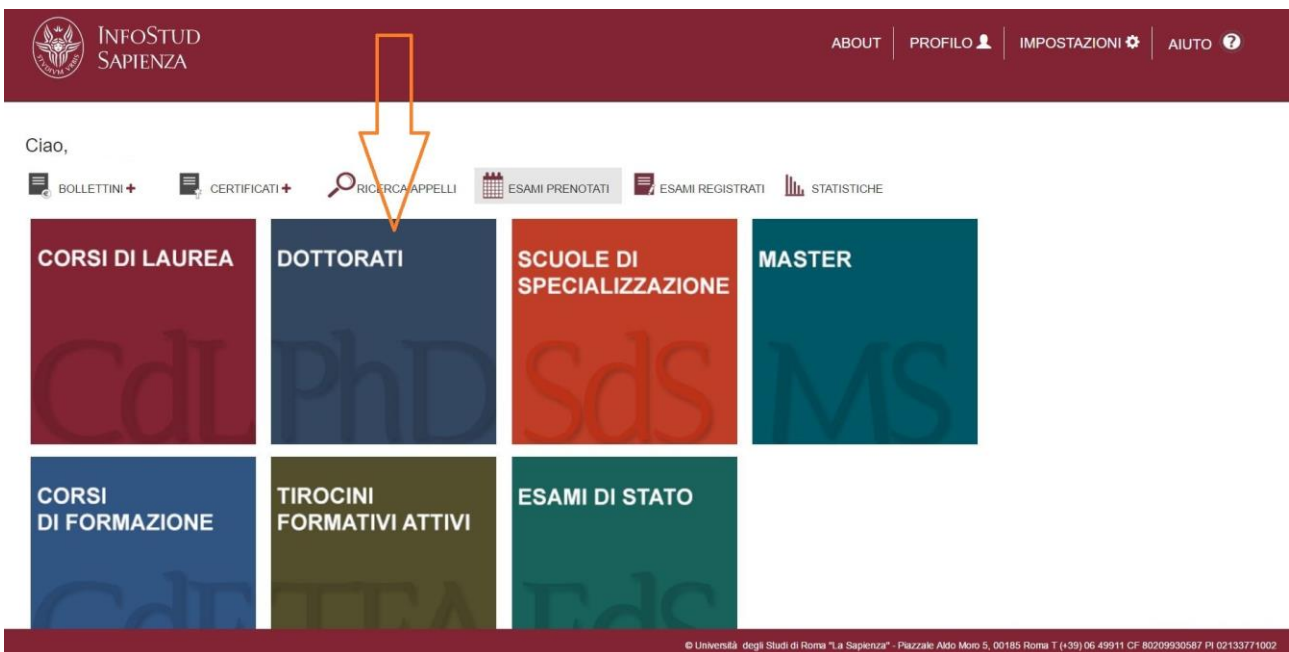 INFOSTUD
SAPIENZA
ABOUT PROFILO IMPOSTAZIONI AIUTO ?
Ciao,
BOLLETTINI + CERTIFICATI + RICERCA APPELLI ESAMI PRENOTATI ESAMI REGISTRATI STATISTICHE
CORSI DI LAUREA
CdL
DOTTORATI
PhD
SCUOLE DI
SPECIALIZZAZIONE
SdS
MASTER
MS
CORSI
DI FORMAZIONE
CdF
TIROCINI
FORMATIVI ATTIVI
TFA
ESAMI DI STATO
EdS
© Università degli Studi di Roma "La Sapienza" - Piazzale Aldo Moro 5, 00185 Roma T (+39) 06 49911 CF 80209930587 PI 02133771002